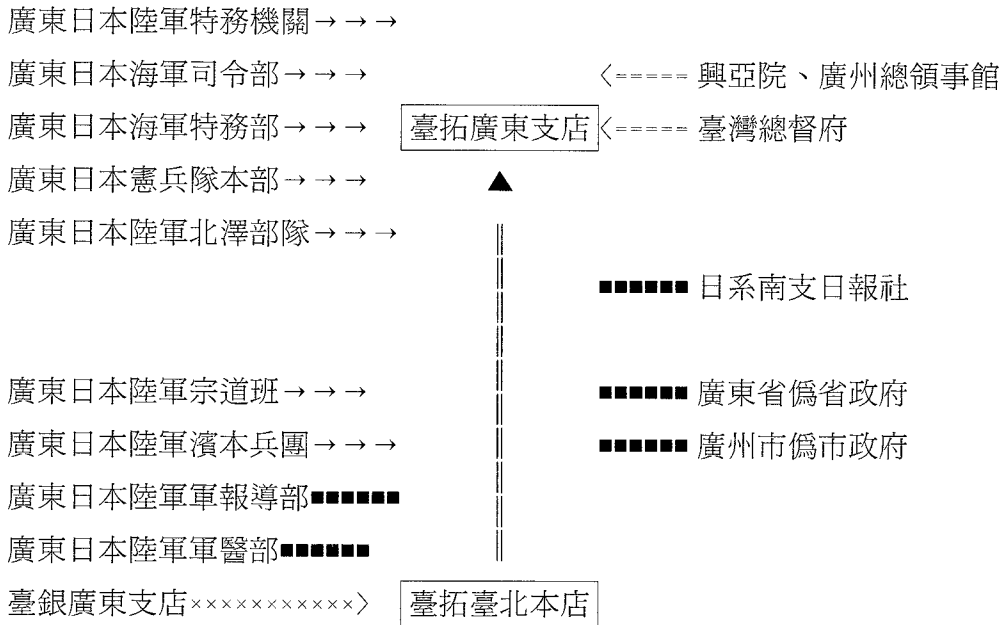 廣東日本陸軍特務機關→→→
廣東日本海軍司令部→→→ <===== 興亞院、廣州總領事館
廣東日本海軍特務部→→→ 臺拓廣東支店 <===== 臺灣總督府
廣東日本憲兵隊本部→→→ ▲
廣東日本陸軍北澤部隊→→→
■■■■■■ 日系南支日報社
廣東日本陸軍宗道班→→→ ■■■■■■ 廣東省僞省政府
廣東日本陸軍濱本兵團→→→ ■■■■■■ 廣州市僞市政府
廣東日本陸軍軍報導部■■■■■■
廣東日本陸軍軍醫部■■■■■■
臺銀廣東支店×××××××××××〉 臺拓臺北本店